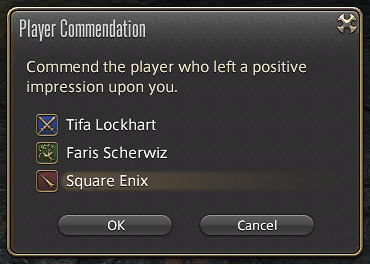 Player Commendation
Commend the player who left a positive
impression upon you.
Tifa Lockhart
Faris Scherwiz
Square Enix
OK
Cancel